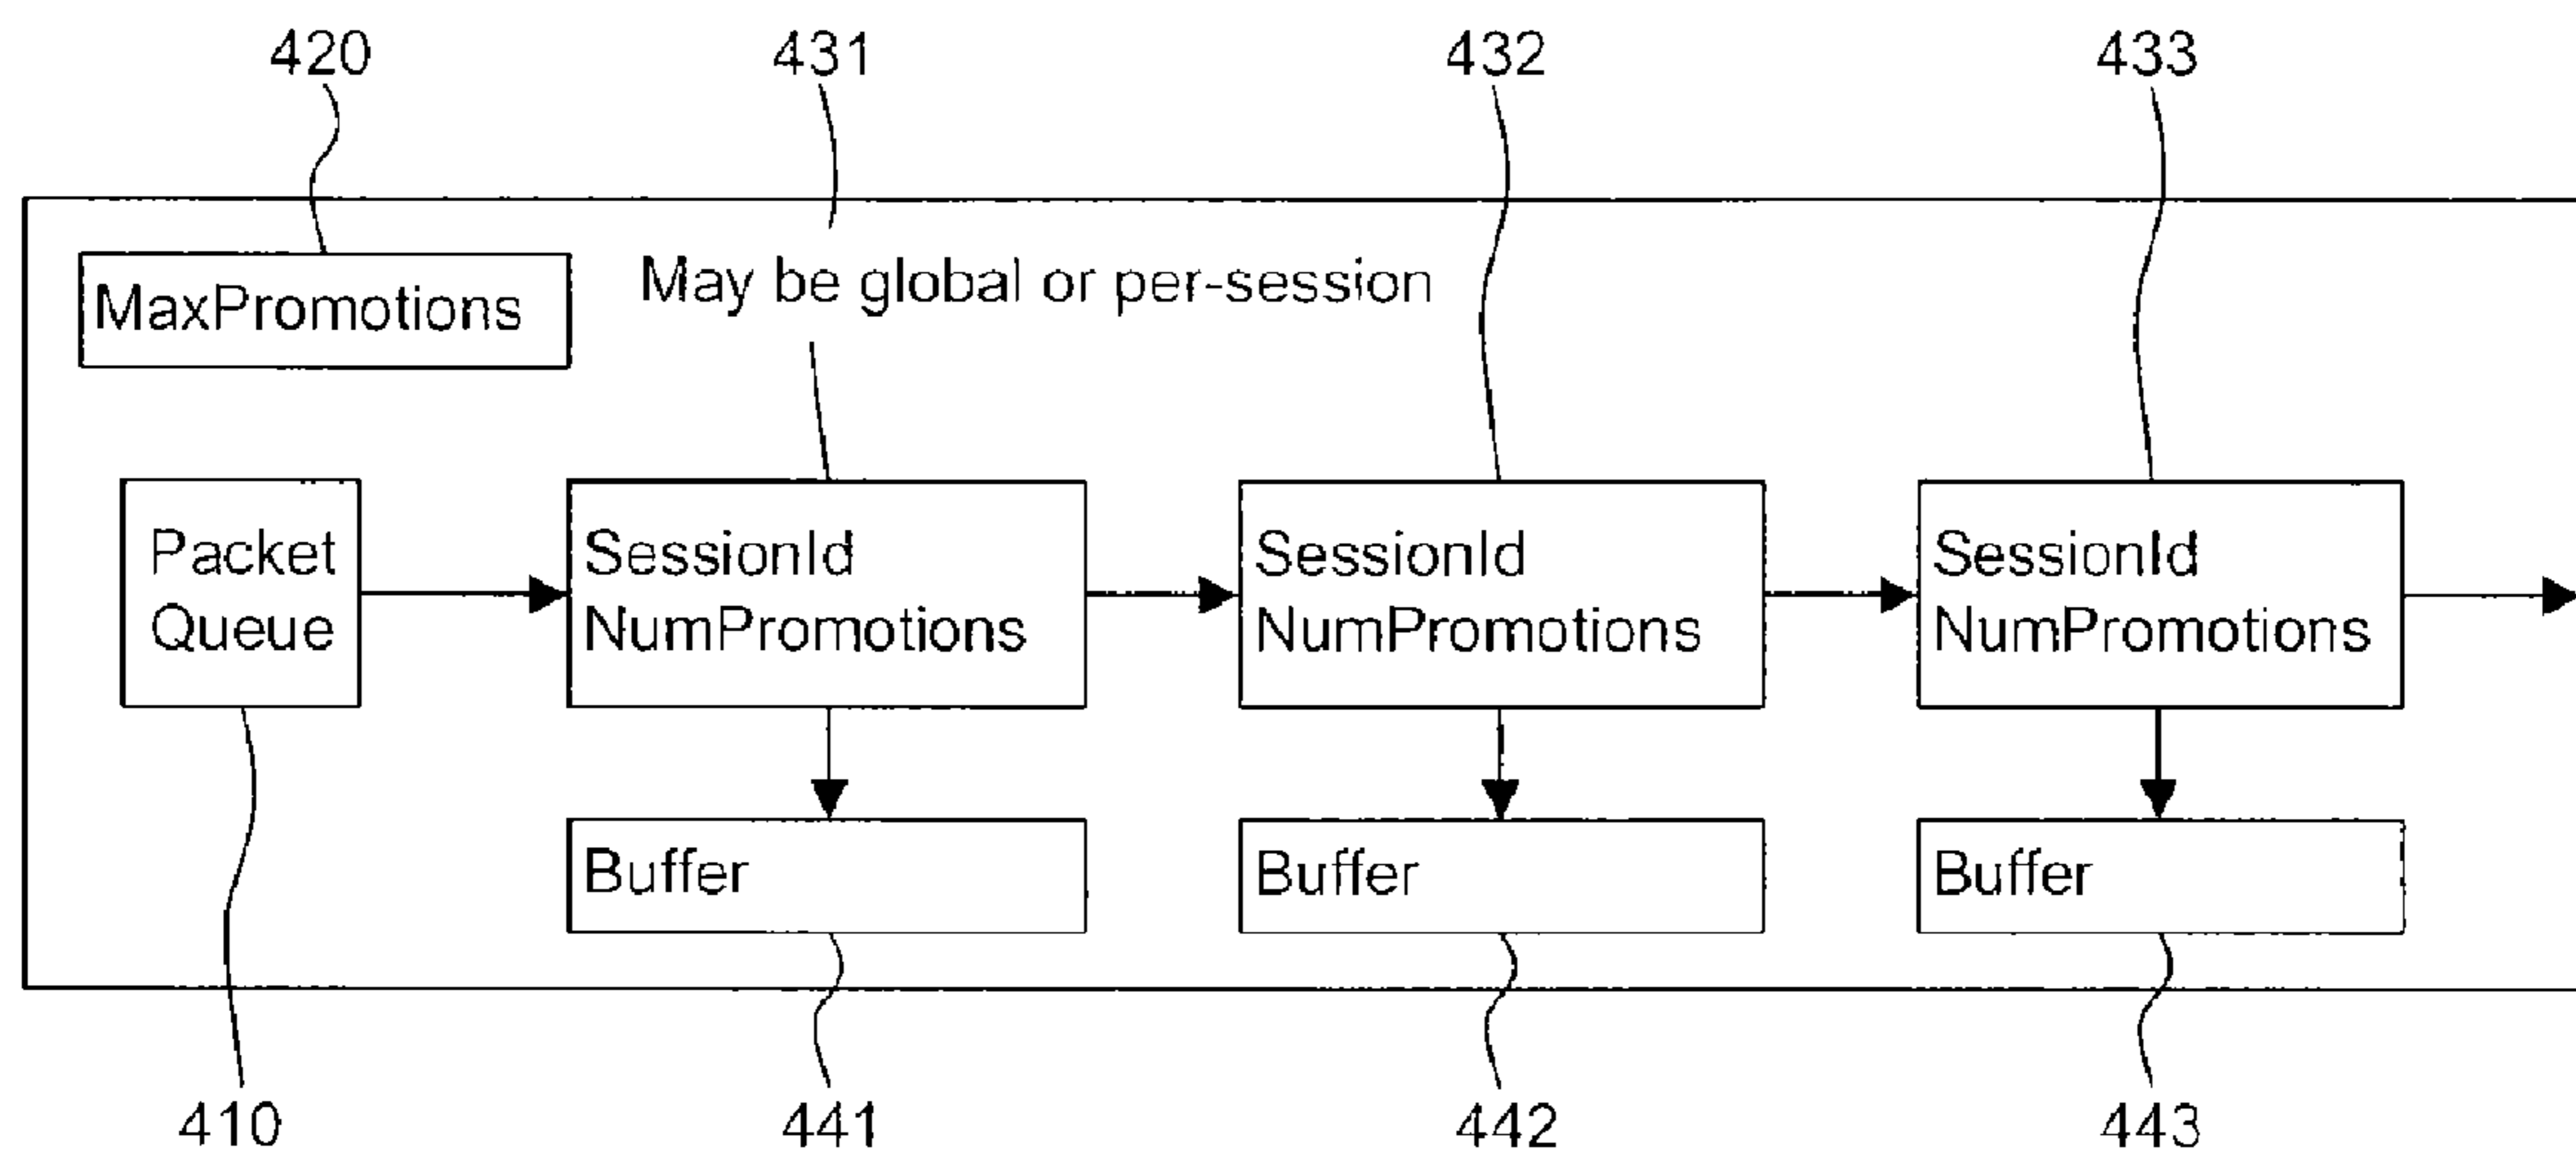 420 431 432 433
MaxPromotions May be global or per-session
Packet
Queue
SessionId
NumPromotions
SessionId
NumPromotions
SessionId
NumPromotions
Buffer Buffer Buffer
410 441 442 443